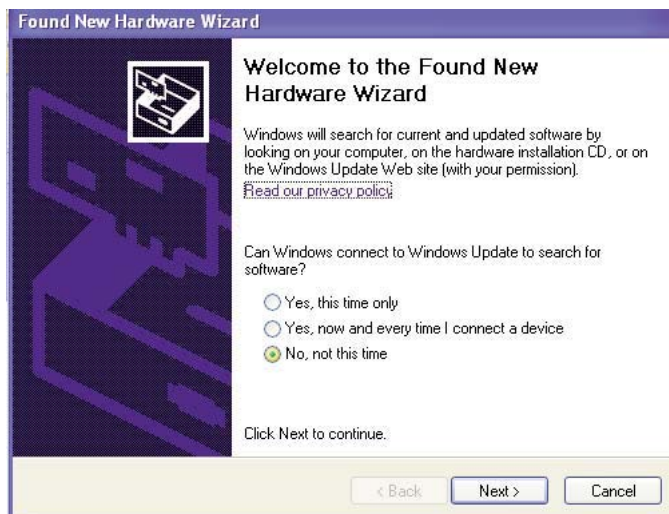 Found New Hardware Wizard
Welcome to the Found New
Hardware Wizard
Windows will search for current and updated software by
looking on your computer, on the hardware installation CD, or on
the Windows Update Web site (with your permission).
Read our privacy policy
Can Windows connect to Windows Update to search for
software?
Yes, this time only
Yes, now and every time I connect a device
No, not this time
Click Next to continue.
< Back
Next >
Cancel